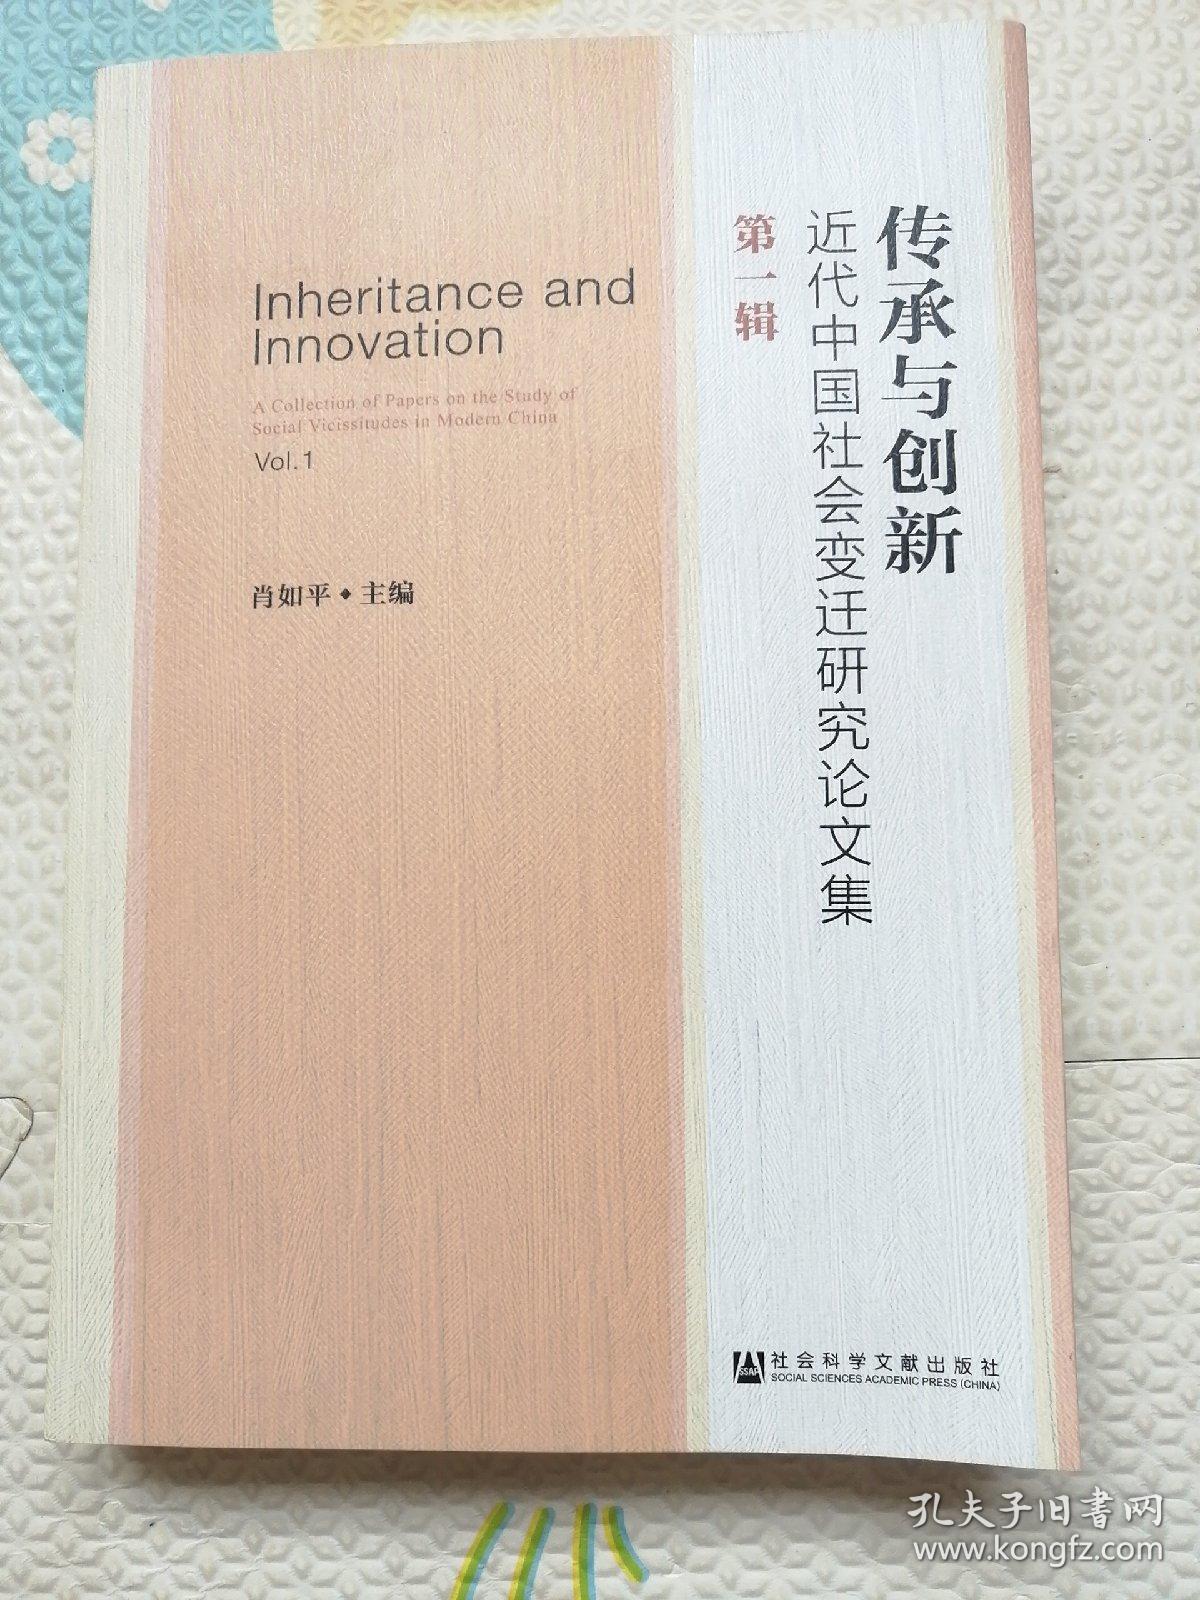 传承与创新
近代中国社会变迁研究论文集
第一辑
Inheritance and
Innovation
A Collection of Papers on the Study of
Social Vicissitudes in Modern China
Vol.1
肖如平◆主编
SSAP
社会科学文献出版社
SOCIAL SCIENCES ACADEMIC PRESS (CHINA)
孔夫子旧书网
www.kongfz.com